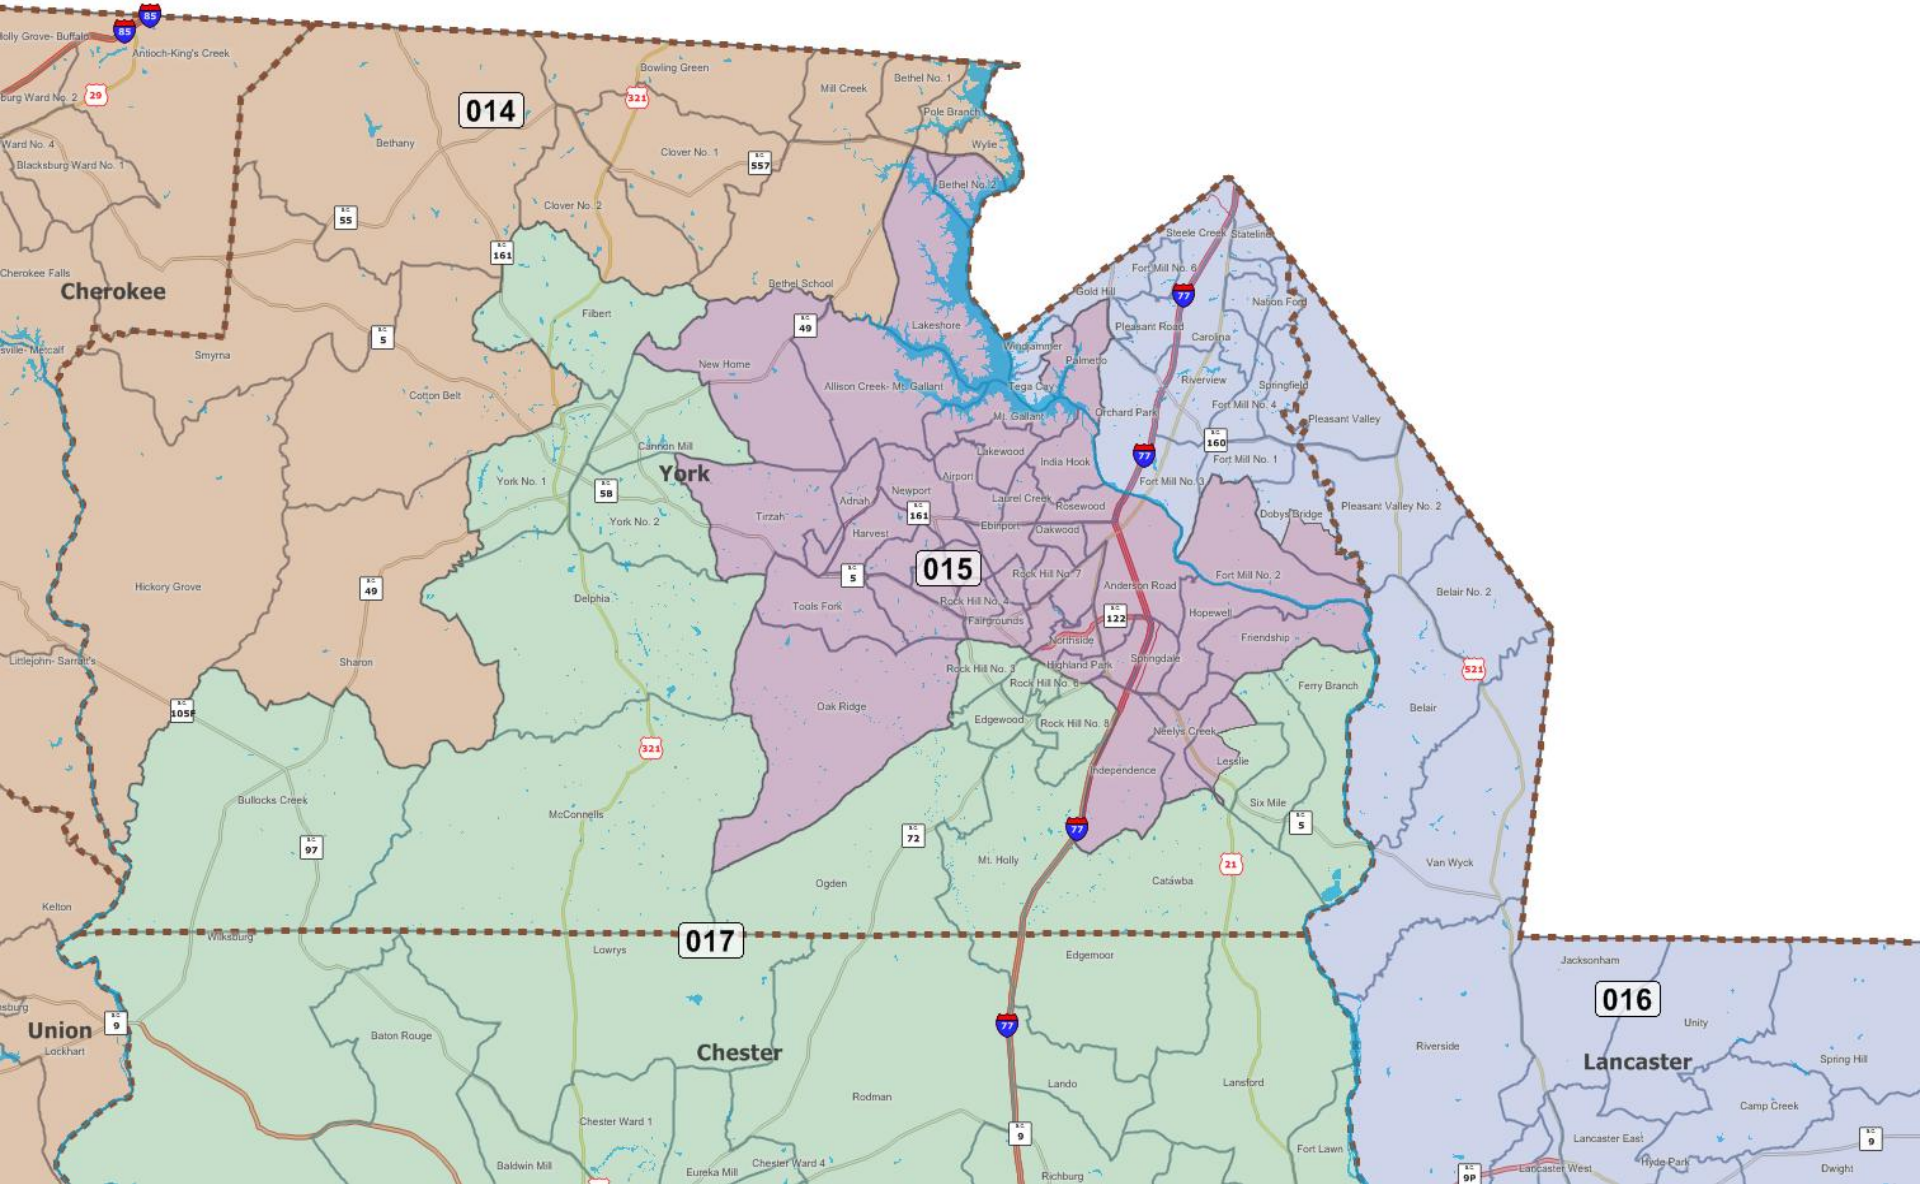 85
85
olly Grove- Buffalo
Antioch-King's Creek
29
burg Ward No. 2
Ward No. 4
Blacksburg Ward No. 1
014
321
Bowling Green
Mill Creek
Bethel No. 1
Pole Branch
Wylie
Bethany
Clover No. 1
S.C.
557
Bethel No. 2
S.C.
55
Clover No. 2
S.C.
161
Steele Creek
Stateline
Cherokee Falls
Cherokee
Fort Mill No. 6
77
Gold Hill
Nation Ford
Bethel School
Filbert
S.C.
49
Lakeshore
Pleasant Road
Carolina
S.C.
5
sville- Metcalf
Smyrna
Windjammer
Palmetto
New Home
Allison Creek- Mt. Gallant
Tega Cay
Riverview
Springfield
Cotton Belt
Mt. Gallant
Orchard Park
Fort Mill No. 4
Pleasant Valley
S.C.
160
Cannon Mill
Lakewood
India Hook
77
Fort Mill No. 1
York
York No. 1
S.C.
5B
Airport
Fort Mill No. 3
Adnah
Newport
Laurel Creek
Rosewood
Pleasant Valley No. 2
York No. 2
Tirzah
S.C.
161
Ebinport
Oakwood
Dobys Bridge
Harvest
015
S.C.
5
Rock Hill No. 7
Fort Mill No. 2
Anderson Road
Hickory Grove
S.C.
49
Delphia
Tools Fork
Rock Hill No. 4
Fairgrounds
S.C.
122
Hopewell
Belair No. 2
Northside
Friendship
Littlejohn- Sarratt's
Sharon
Rock Hill No. 3
Highland Park
Springdale
521
Rock Hill No. 6
Ferry Branch
S.C.
105F
Oak Ridge
Edgewood
Rock Hill No. 8
Neelys Creek
Belair
321
Independence
Lesslie
Bullocks Creek
McConnells
Six Mile
S.C.
97
S.C.
72
77
S.C.
5
Mt. Holly
21
Van Wyck
Ogden
Catawba
Kelton
Wilksburg
017
Lowrys
Edgemoor
Jacksonham
016
nsburg
Union
S.C.
9
Lockhart
Baton Rouge
Chester
77
Riverside
Unity
Lancaster
Spring Hill
Lando
Lansford
Rodman
Camp Creek
Chester Ward 1
S.C.
9
Lancaster East
S.C.
9
Fort Lawn
Baldwin Mill
Eureka Mill
Chester Ward 4
Richburg
S.C.
9P
Lancaster West
Hyde Park
Dwight